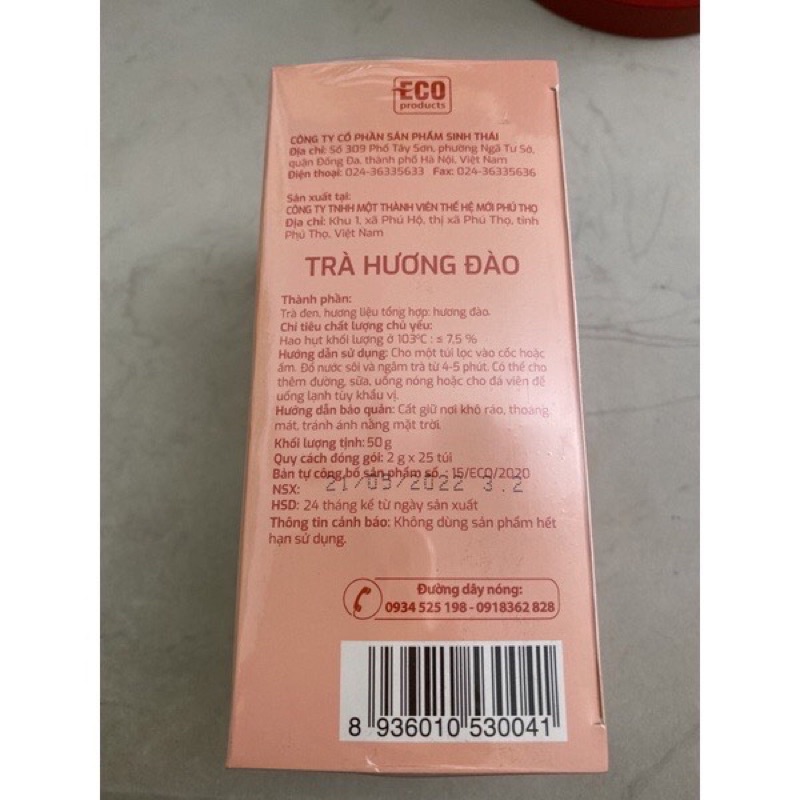 ECO
products
CÔNG TY CỔ PHẦN SẢN PHẨM SINH THÁI
Địa chỉ: Số 309 Phố Tây Sơn, phường Ngã Tư Sở,
quận Đống Đa, thành phố Hà Nội, Việt Nam
Điện thoại: 024-36335633 Fax: 024-36335636
Sản xuất tại:
CÔNG TY TNHH MỘT THÀNH VIÊN THẾ HỆ MỚI PHÚ THỌ
Địa chỉ: Khu 1, xã Phú Hộ, thị xã Phú Thọ, tỉnh
Phú Thọ, Việt Nam
TRÀ HƯƠNG ĐÀO
Thành phần:
Trà đen, hương liệu tổng hợp: hương đào.
Chỉ tiêu chất lượng chủ yếu:
Hao hụt khối lượng ở 103°C : ≤ 7,5 %
Hướng dẫn sử dụng: Cho một túi lọc vào cốc hoặc
ấm. Đổ nước sôi và ngâm trà từ 4-5 phút. Có thể cho
thêm đường, sữa, uống nóng hoặc cho đá viên để
uống lạnh tùy khẩu vị.
Hướng dẫn bảo quản: Cất giữ nơi khô ráo, thoáng
mát, tránh ánh nắng mặt trời.
Khối lượng tịnh: 50 g
Quy cách đóng gói: 2 g x 25 túi
Bản tự công bố sản phẩm số : 15/ECO/2020
NSX: 21/05/2022 3.2
HSD: 24 tháng kể từ ngày sản xuất
Thông tin cảnh báo: Không dùng sản phẩm hết
hạn sử dụng.
Đường dây nóng:
0934 525 198 - 0918362 828
8 936010 530041